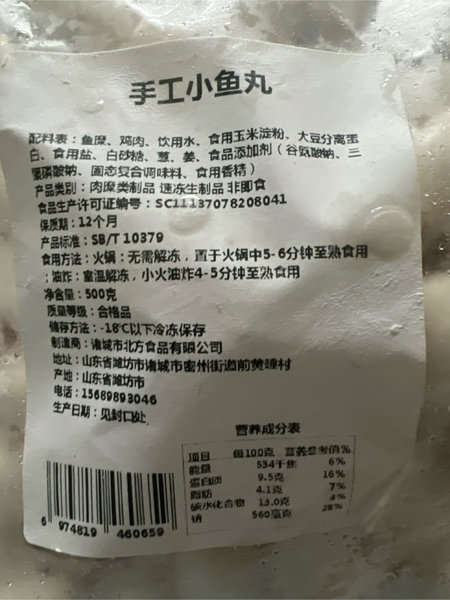 手工小鱼丸
配料表：鱼糜、鸡肉、饮用水、食用玉米淀粉、大豆分离蛋
白、食用盐、白砂糖、葱、姜、食品添加剂（谷氨酸钠、三
聚磷酸钠、固态复合调味料、食用香精）
产品类别：肉糜类制品 速冻生制品 非即食
食品生产许可证编号：SC11137078208041
保质期：12个月
产品标准：SB/T 10379
食用方法：火锅：无需解冻，置于火锅中5-6分钟至熟食用
；油炸：室温解冻，小火油炸4-5分钟至熟食用
净含量：500克
质量等级：合格品
储存方法：-18℃以下冷冻保存
制造商：诸城市北方食品有限公司
地址：山东省潍坊市诸城市密州街道前黄疃村
产地：山东省潍坊市
电话：15689893046
生产日期：见封口处
营养成分表
项目 每100克 营养参考值%
能量 534千焦 6%
蛋白质 9.5克 16%
脂肪 4.1克 7%
碳水化合物 13.0克 4%
钠 560毫克 28%
6 974819 460659